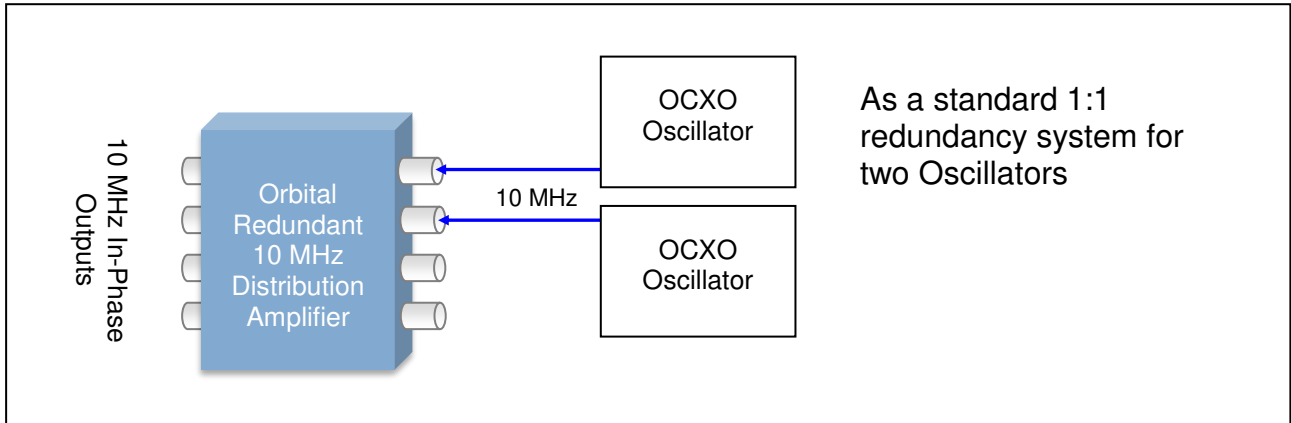 10 MHz In-Phase
Outputs
Orbital
Redundant
10 MHz
Distribution
Amplifier
10 MHz
OCXO
Oscillator
OCXO
Oscillator
As a standard 1:1
redundancy system for
two Oscillators